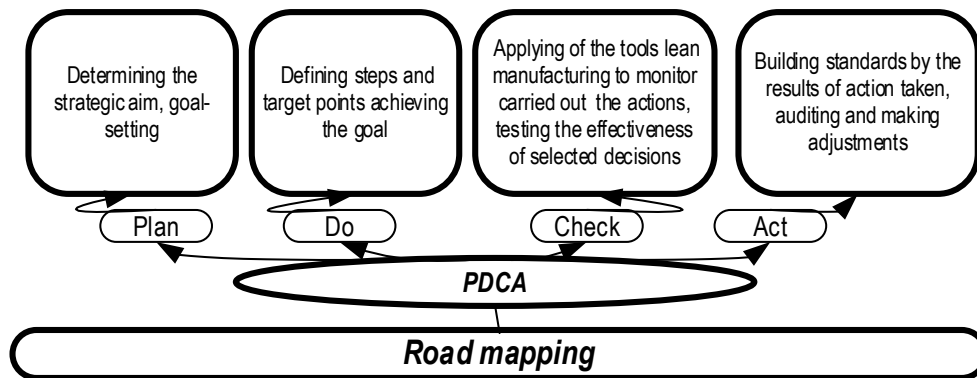 Determining the
strategic aim, goal-
setting
Defining steps and
target points achieving
the goal
Applying of the tools lean
manufacturing to monitor
carried out the actions,
testing the effectiveness
of selected decisions
Building standards by the
results of action taken,
auditing and making
adjustments
Plan
Do
Check
Act
PDCA
Road mapping